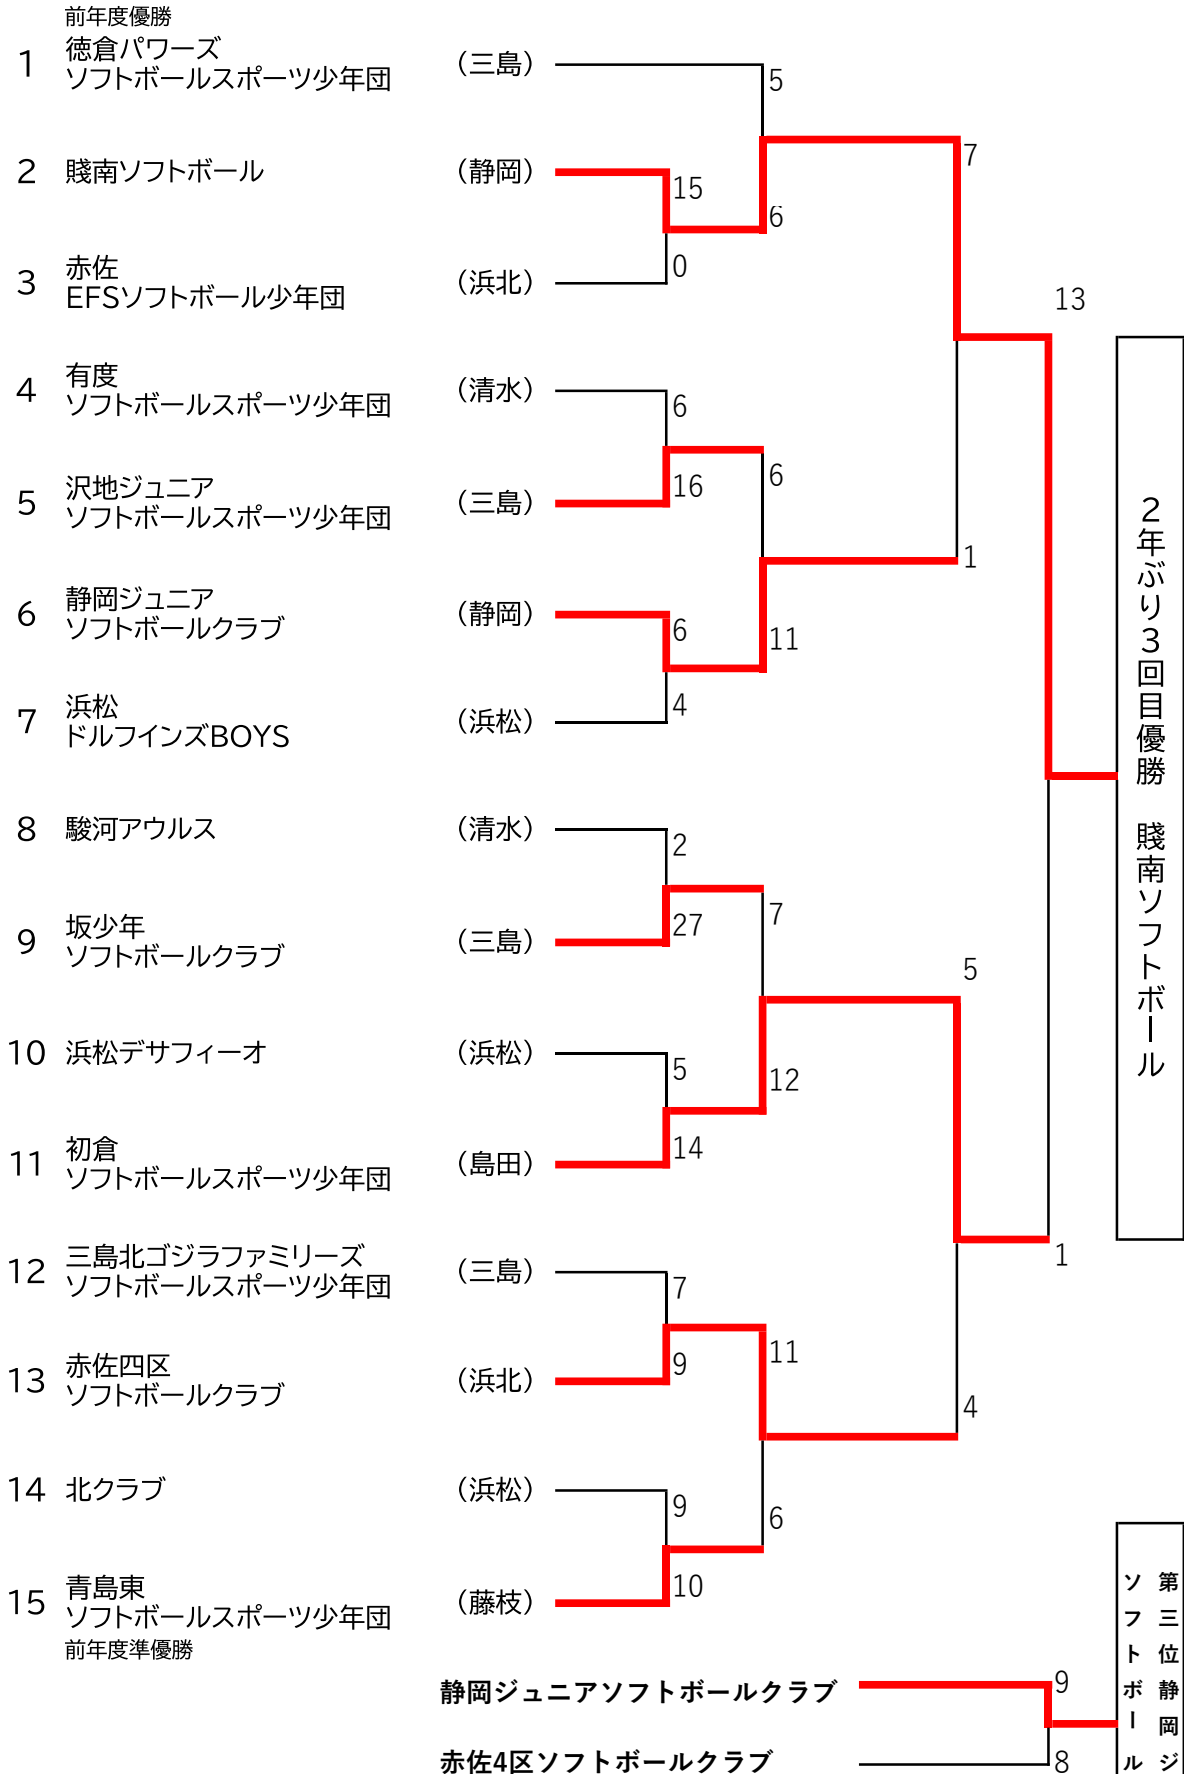 前年度優勝
1 徳倉パワーズ
ソフトボールスポーツ少年団 （三島）
5
2 賤南ソフトボール （静岡）
15
6
7
3 赤佐
EFSソフトボール少年団 （浜北）
0
13
4 有度
ソフトボールスポーツ少年団 （清水）
6
5 沢地ジュニア
ソフトボールスポーツ少年団 （三島）
16
6
1
6 静岡ジュニア
ソフトボールクラブ （静岡）
6
11
7 浜松
ドルフインズBOYS （浜松）
4
8 駿河アウルス （清水）
2
9 坂少年
ソフトボールクラブ （三島）
27
7
5
10 浜松デサフィーオ （浜松）
5
12
11 初倉
ソフトボールスポーツ少年団 （島田）
14
12 三島北ゴジラファミリーズ
ソフトボールスポーツ少年団 （三島）
7
1
13 赤佐四区
ソフトボールクラブ （浜北）
9
11
4
14 北クラブ （浜松）
9
6
15 青島東
ソフトボールスポーツ少年団 （藤枝）
10
前年度準優勝
2年ぶり3回目優勝 賤南ソフトボール
静岡ジュニアソフトボールクラブ
9
赤佐4区ソフトボールクラブ
8
第三位静岡ジ
ソフトボール